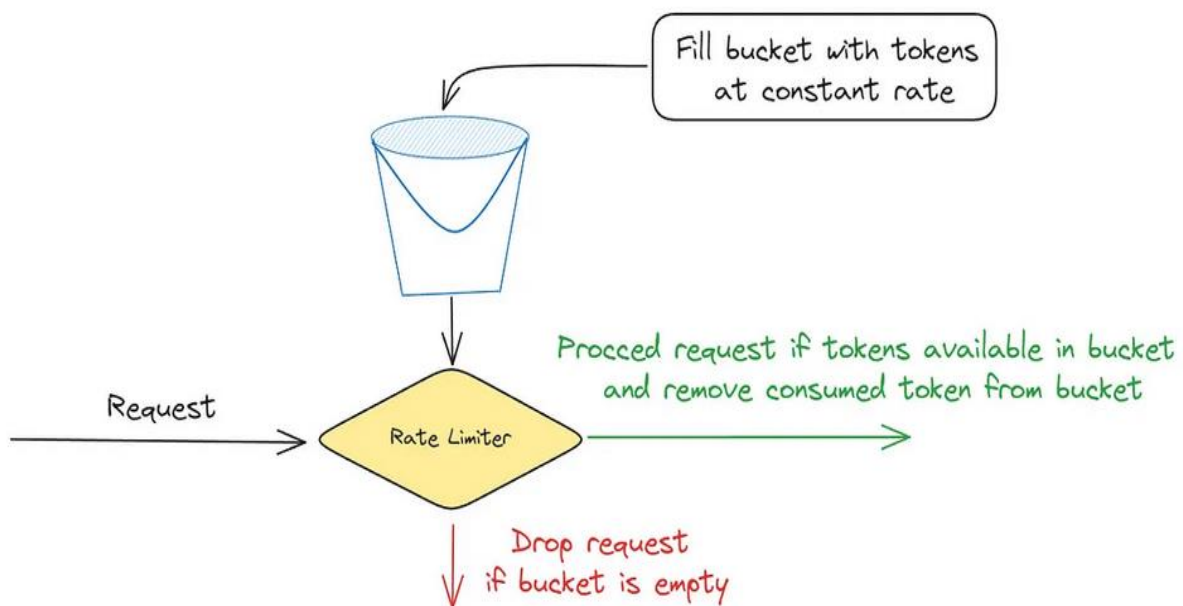 Fill bucket with tokens
at constant rate
Procced request if tokens available in bucket
and remove consumed token from bucket
Request
Rate Limiter
Drop request
if bucket is empty